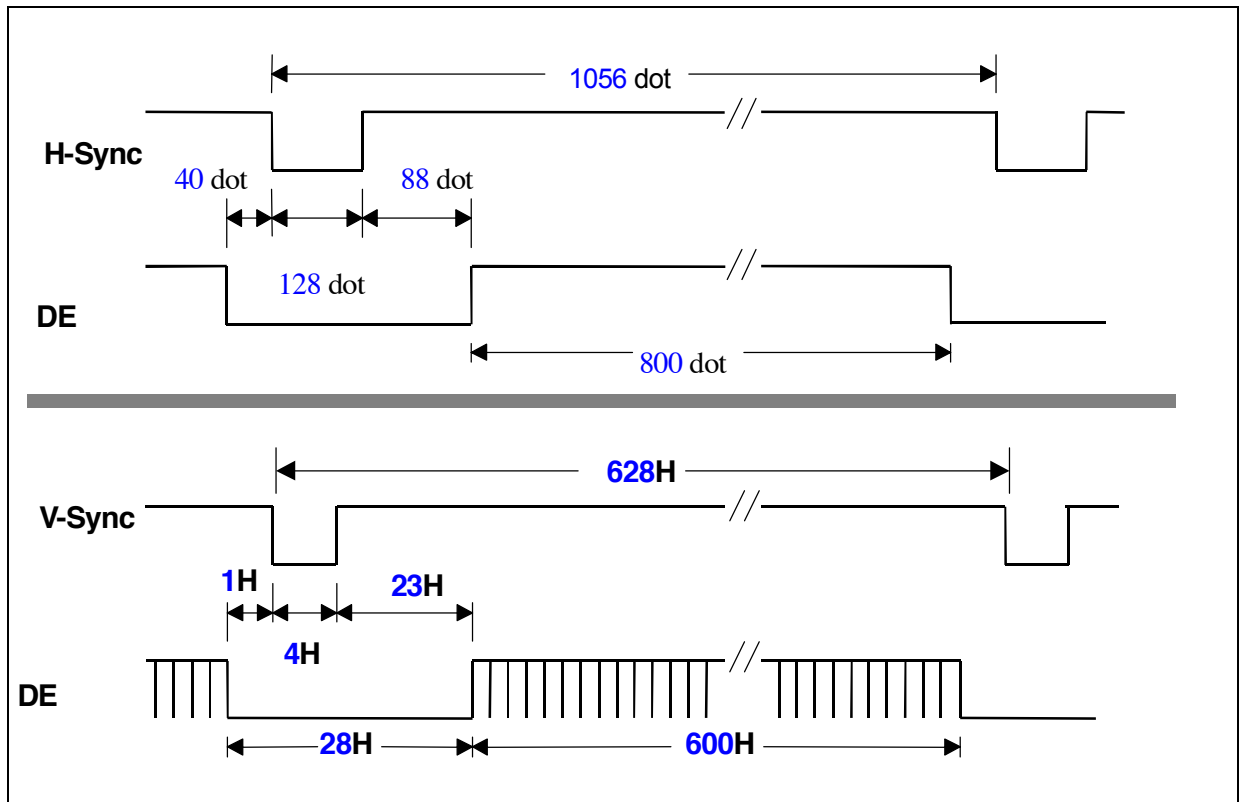 1056 dot
H-Sync
40 dot
88 dot
128 dot
DE
800 dot
628H
V-Sync
1H
23H
4H
DE
28H
600H